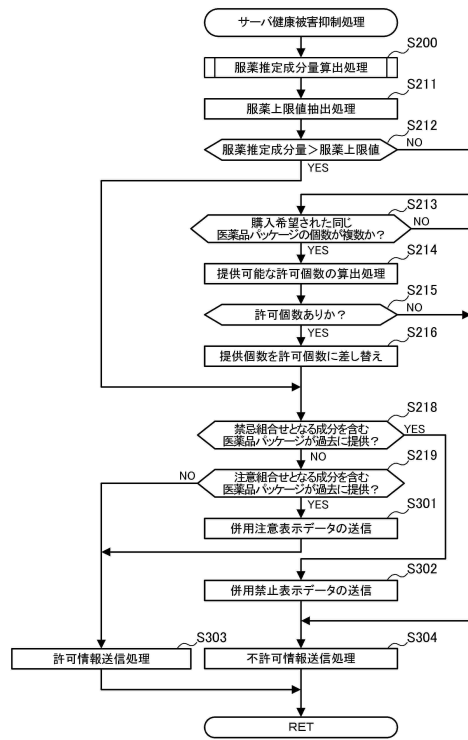 サーバ健康被害抑制処理
S200
服薬推定成分量算出処理
S211
服薬上限値抽出処理
S212
服薬推定成分量＞服薬上限値
NO
YES
S213
購入希望された同じ
医薬品パッケージの個数が複数か？
NO
YES
S214
提供可能な許可個数の算出処理
S215
許可個数ありか？
NO
YES
S216
提供個数を許可個数に差し替え
S218
禁忌組合せとなる成分を含む
医薬品パッケージが過去に提供？
YES
NO
S219
注意組合せとなる成分を含む
医薬品パッケージが過去に提供？
NO
YES
S301
併用注意表示データの送信
S302
併用禁止表示データの送信
S303
許可情報送信処理
S304
不許可情報送信処理
RET